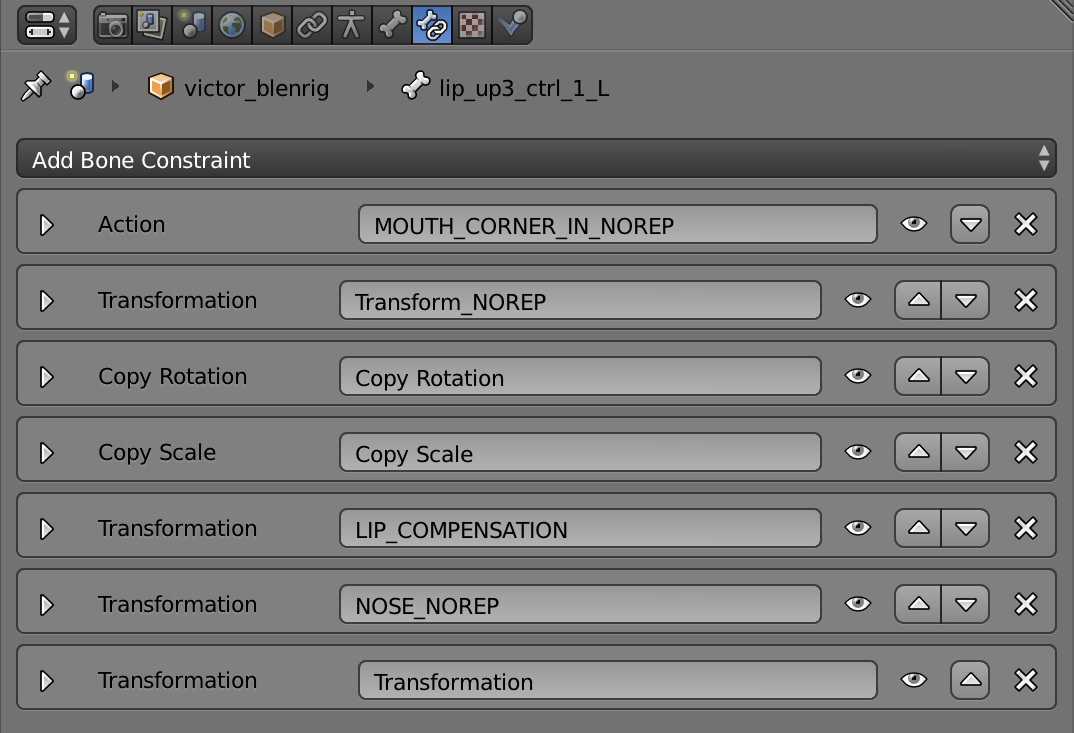 victor_blenrig lip_up3_ctrl_1_L
Add Bone Constraint
Action MOUTH_CORNER_IN_NOREP
Transformation Transform_NOREP
Copy Rotation Copy Rotation
Copy Scale Copy Scale
Transformation LIP_COMPENSATION
Transformation NOSE_NOREP
Transformation Transformation